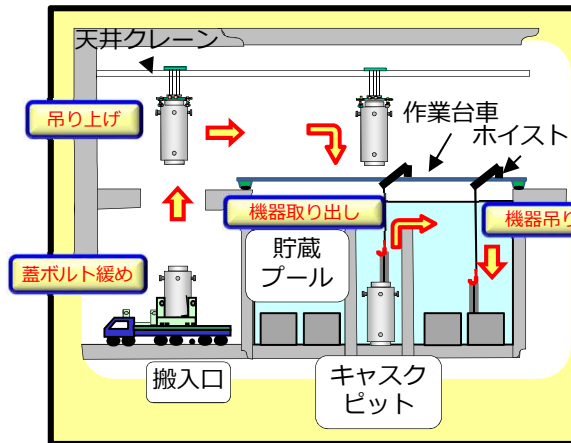 天井クレーン
吊り上げ
作業台車
ホイスト
機器取り出し
機器吊り
貯蔵
プール
蓋ボルト緩め
搬入口
キャスク
ピット